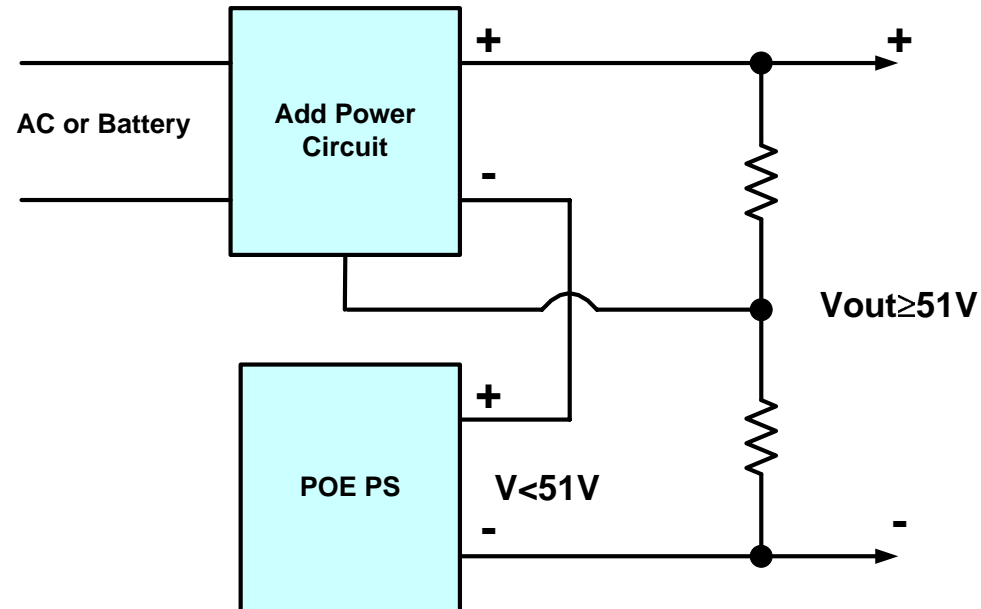 +
+
AC or Battery
Add Power
Circuit
-
Vout≥51V
+
POE PS
V<51V
-
-